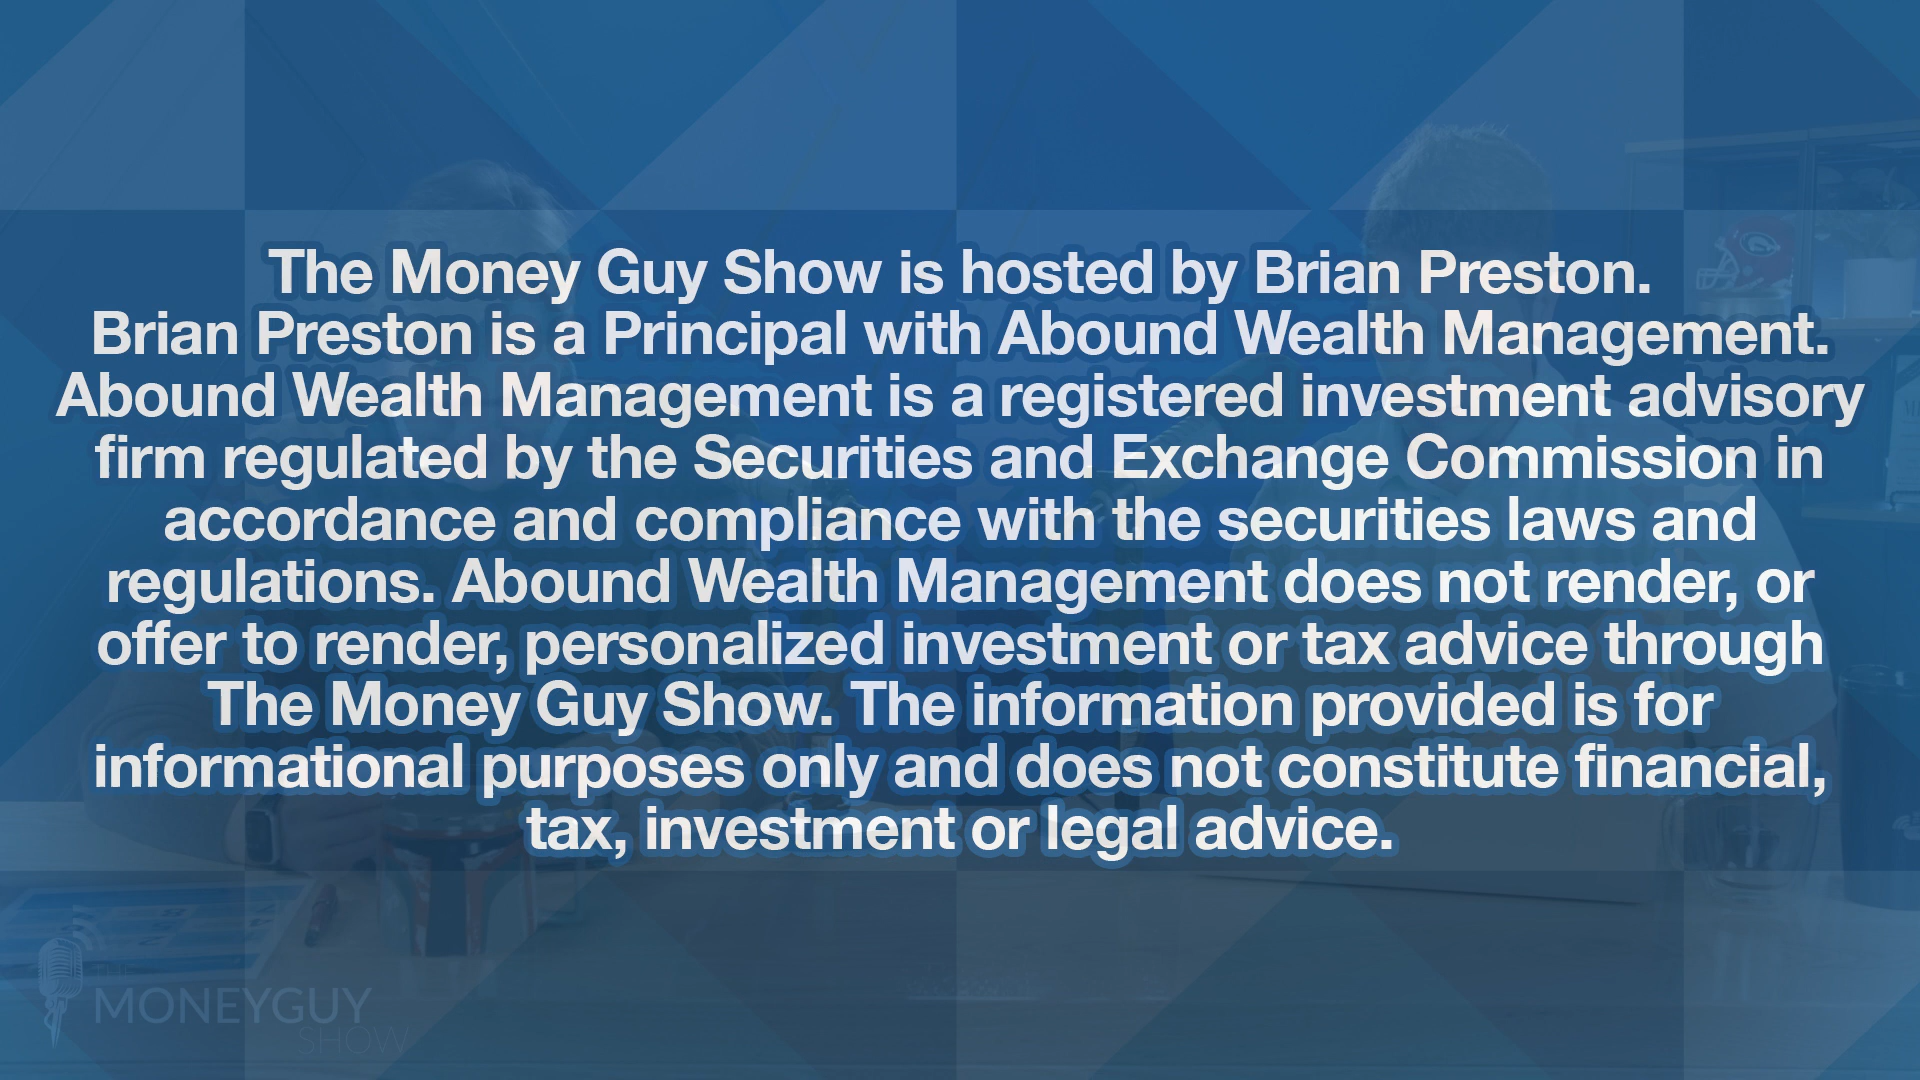 The Money Guy Show is hosted by Brian Preston.
Brian Preston is a Principal with Abound Wealth Management.
Abound Wealth Management is a registered investment advisory
firm regulated by the Securities and Exchange Commission in
accordance and compliance with the securities laws and
regulations. Abound Wealth Management does not render, or
offer to render, personalized investment or tax advice through
The Money Guy Show. The information provided is for
informational purposes only and does not constitute financial,
tax, investment or legal advice.
THE
MONEYGUY
SHOW